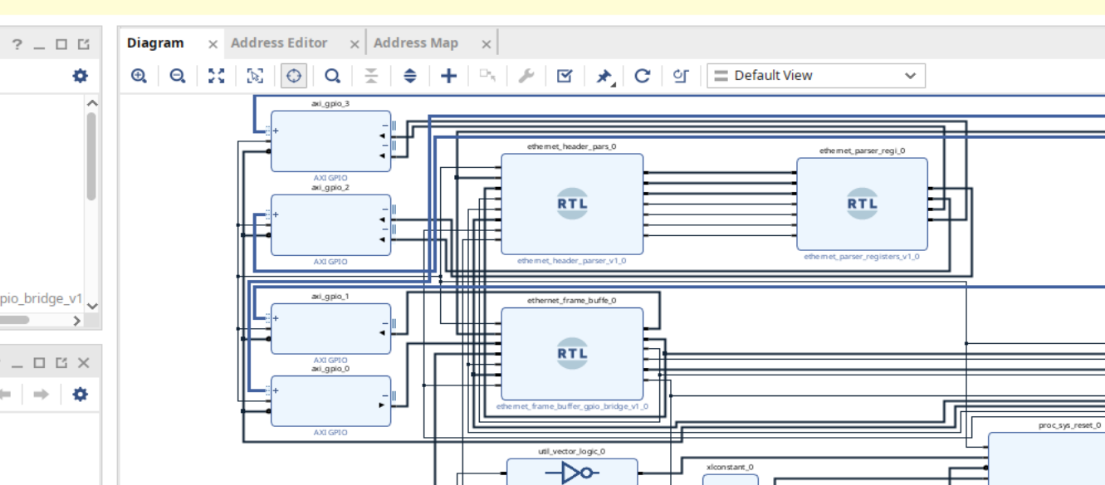 ?
Diagram
Address Editor
Address Map
Default View
axi_gpio_3
AXI GPIO
axi_gpio_2
AXI GPIO
ethernet_header_pars_0
RTL
ethernet_header_parser_v1_0
ethernet_parser_regi_0
RTL
ethernet_parser_registers_v1_0
pio_bridge_v1
axi_gpio_1
AXI GPIO
axi_gpio_0
AXI GPIO
ethernet_frame_buffe_0
RTL
ethernet_frame_buffer_gpio_bridge_v1_0
proc_sys_reset_0
util_vector_logic_0
xlconstant_0